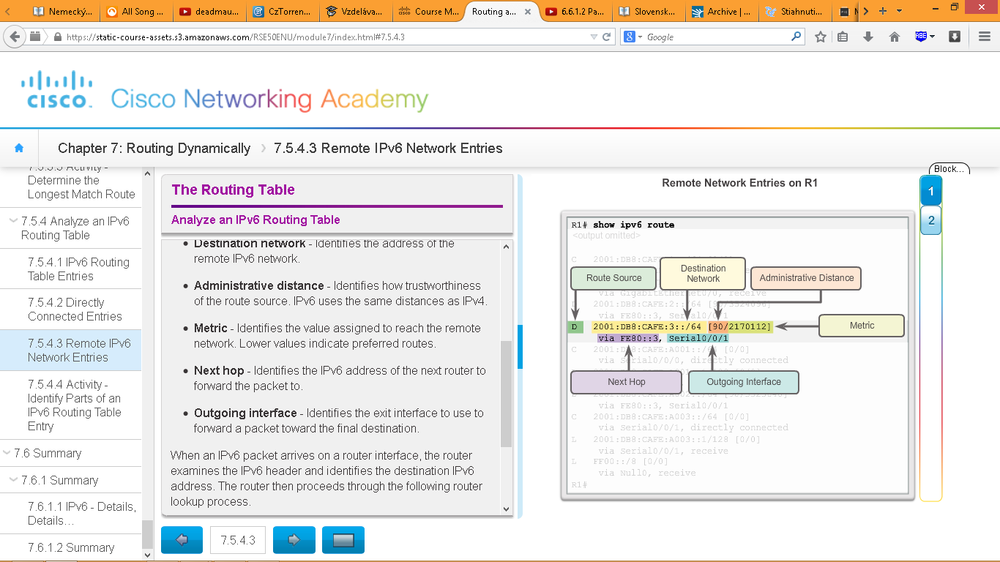 Nemecký...
All Song ...
deadmau...
CzTorren...
Vzdeláva...
Course M...
Routing a...
6.6.1.2 Pa...
Slovensk...
Archive | ...
Stiahnuti...
https://static-course-assets.s3.amazonaws.com/RSE50ENU/module7/index.html#7.5.4.3
Google
CISCO Cisco Networking Academy
Chapter 7: Routing Dynamically 7.5.4.3 Remote IPv6 Network Entries
7.5.3.3 Activity -
Determine the
Longest Match Route
7.5.4 Analyze an IPv6
Routing Table
7.5.4.1 IPv6 Routing
Table Entries
7.5.4.2 Directly
Connected Entries
7.5.4.3 Remote IPv6
Network Entries
7.5.4.4 Activity -
Identify Parts of an
IPv6 Routing Table
Entry
7.6 Summary
7.6.1 Summary
7.6.1.1 IPv6 - Details,
Details...
7.6.1.2 Summary
The Routing Table
Analyze an IPv6 Routing Table
Destination network - Identifies the address of the
remote IPv6 network.
Administrative distance - Identifies how trustworthiness
of the route source. IPv6 uses the same distances as IPv4.
Metric - Identifies the value assigned to reach the remote
network. Lower values indicate preferred routes.
Next hop - Identifies the IPv6 address of the next router to
forward the packet to.
Outgoing interface - Identifies the exit interface to use to
forward a packet toward the final destination.
When an IPv6 packet arrives on a router interface, the router
examines the IPv6 header and identifies the destination IPv6
address. The router then proceeds through the following router
lookup process.
7.5.4.3
Block...
1
2
Remote Network Entries on R1
R1# show ipv6 route
<output omitted>
C 2001:DB8:CAFE:
Route Source
Destination
Network
Administrative Distance
via GigabitEthernet0/0, receive
2001:DB8:CAFE:2::/64 [90/3524096]
via FE80::3, Serial0/0/1
D 2001:DB8:CAFE:3::/64 [90/2170112]
Metric
via FE80::3, Serial0/0/1
C 2001:DB8:CAFE:A001::/64 [0/0]
via Serial0/0/0, directly connected
Next Hop
Outgoing Interface
via FE80::3, Serial0/0/1
C 2001:DB8:CAFE:A003::/64 [0/0]
via Serial0/0/1, directly connected
L 2001:DB8:CAFE:A003::1/128 [0/0]
via Serial0/0/1, receive
L FF00::/8 [0/0]
via Null0, receive
R1#